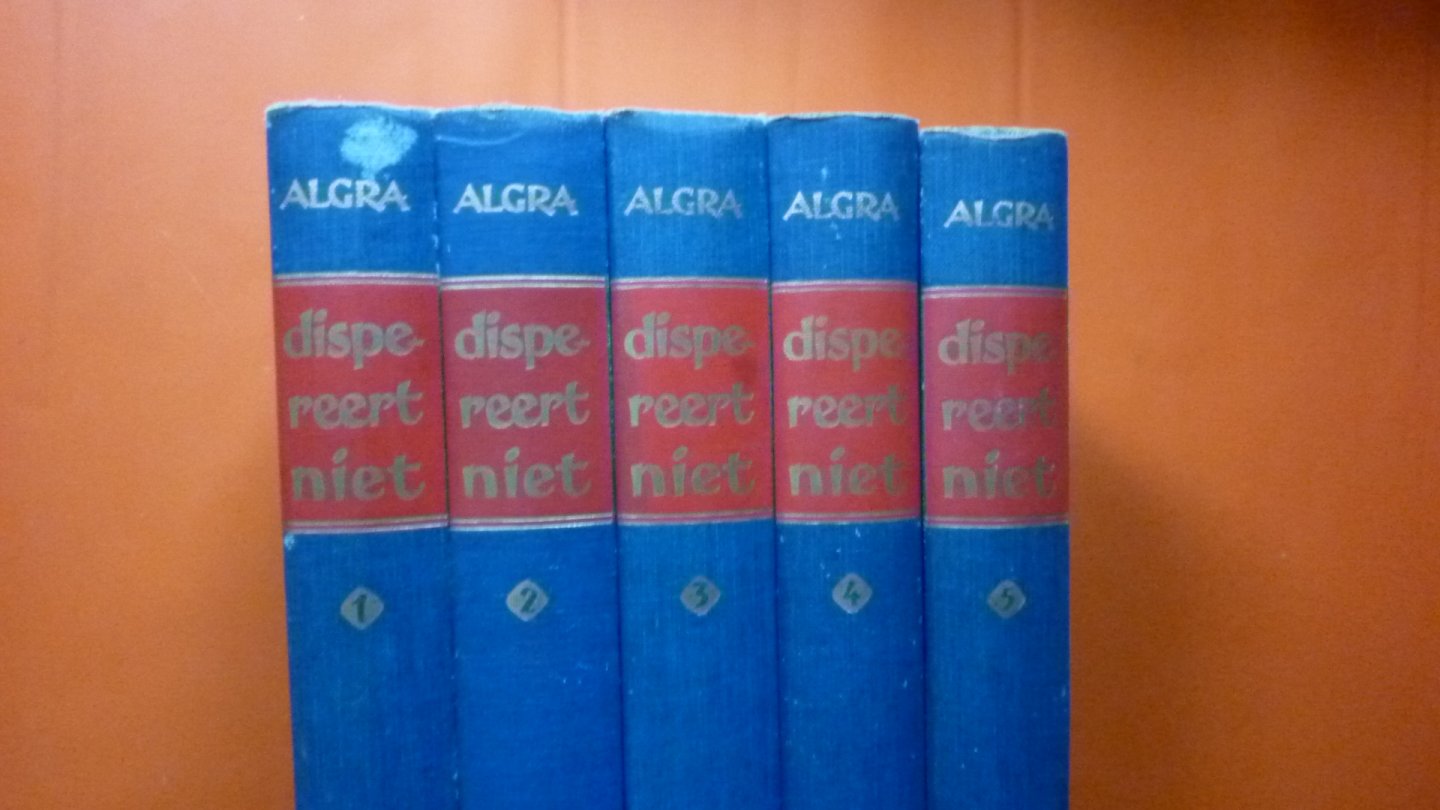 ALGRA
dispe-
reert
niet
1
ALGRA
dispe-
reert
niet
2
ALGRA
dispe-
reert
niet
3
ALGRA
dispe
reert
niet
4
ALGRA
dispe
reert
niet
5